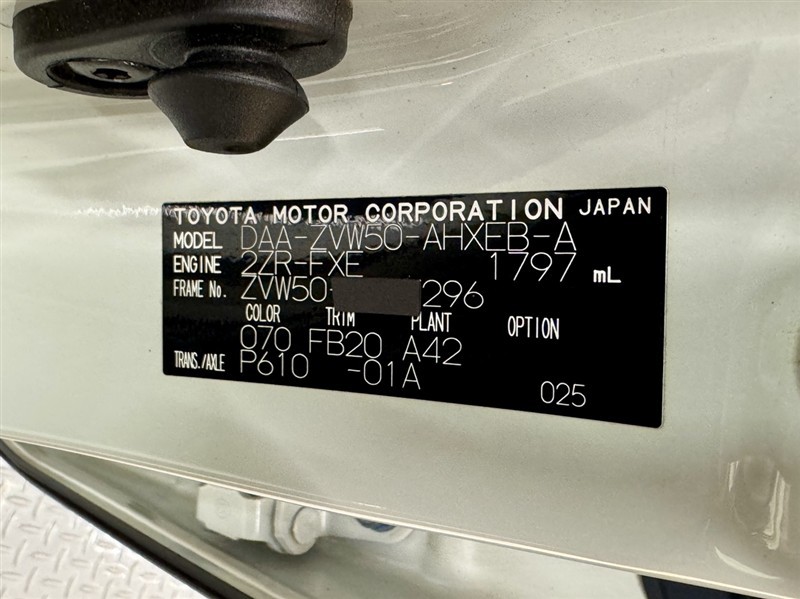 TOYOTA MOTOR CORPORATION JAPAN
MODEL DAA-ZVW50-AHXEB-A
ENGINE 2ZR-FXE 1797 mL
FRAME No. ZVW50- 296
COLOR TRIM PLANT OPTION
070 FB20 A42
TRANS./AXLE P610 -01A
025